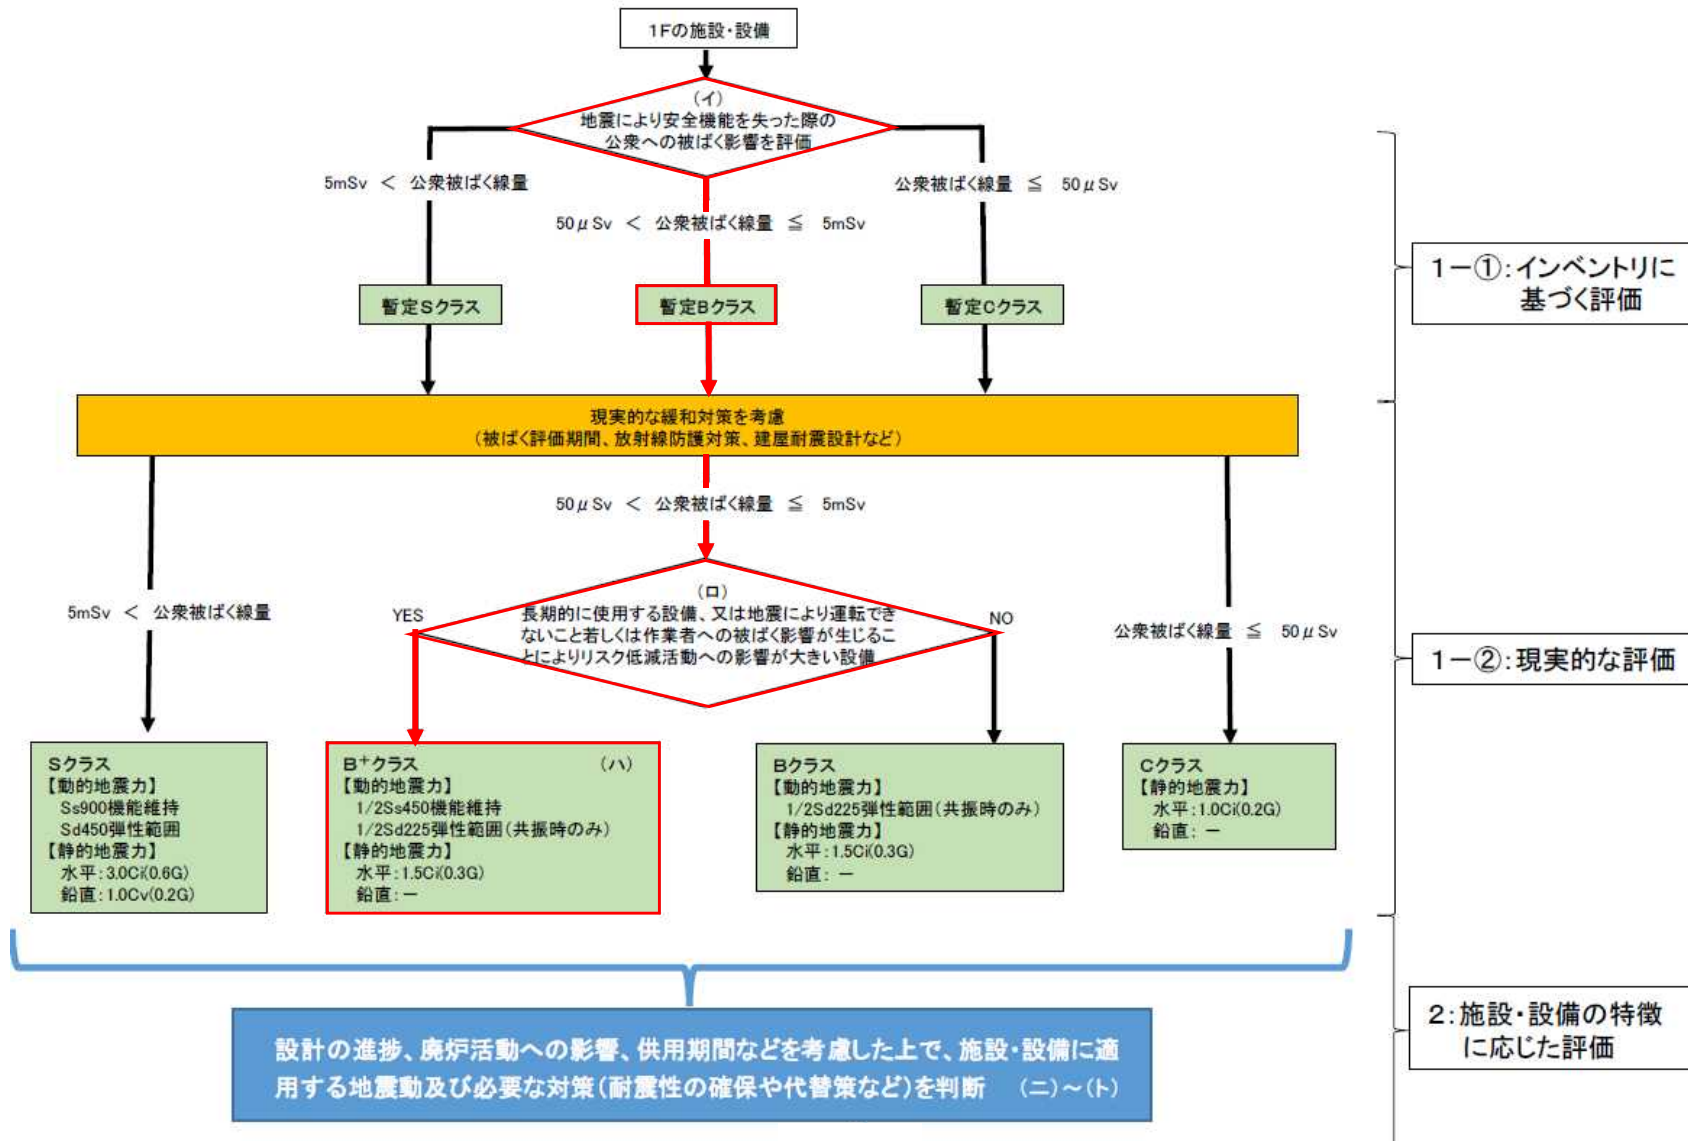 1Fの施設・設備
(イ)
地震により安全機能を失った際の
公衆への被ばく影響を評価
5mSv ＜ 公衆被ばく線量
公衆被ばく線量 ≦ 50μSv
50μSv ＜ 公衆被ばく線量 ≦ 5mSv
暫定Sクラス
暫定Bクラス
暫定Cクラス
1－①:インベントリに
基づく評価
現実的な緩和対策を考慮
(被ばく評価期間、放射線防護対策、建屋耐震設計など)
50μSv ＜ 公衆被ばく線量 ≦ 5mSv
5mSv ＜ 公衆被ばく線量
YES
(ロ)
長期的に使用する設備、又は地震により運転でき
ないこと若しくは作業者への被ばく影響が生じるこ
とによりリスク低減活動への影響が大きい設備
NO
公衆被ばく線量 ≦ 50μSv
1－②:現実的な評価
Sクラス
【動的地震力】
Ss900機能維持
Sd450弾性範囲
【静的地震力】
水平:3.0Ci(0.6G)
鉛直:1.0Cv(0.2G)
B⁺クラス (ハ)
【動的地震力】
1/2Ss450機能維持
1/2Sd225弾性範囲(共振時のみ)
【静的地震力】
水平:1.5Ci(0.3G)
鉛直:－
Bクラス
【動的地震力】
1/2Sd225弾性範囲(共振時のみ)
【静的地震力】
水平:1.5Ci(0.3G)
鉛直: －
Cクラス
【静的地震力】
水平:1.0Ci(0.2G)
鉛直: －
設計の進捗、廃炉活動への影響、供用期間などを考慮した上で、施設・設備に適
用する地震動及び必要な対策(耐震性の確保や代替策など)を判断 (ニ)～(ト)
2:施設・設備の特徴
に応じた評価